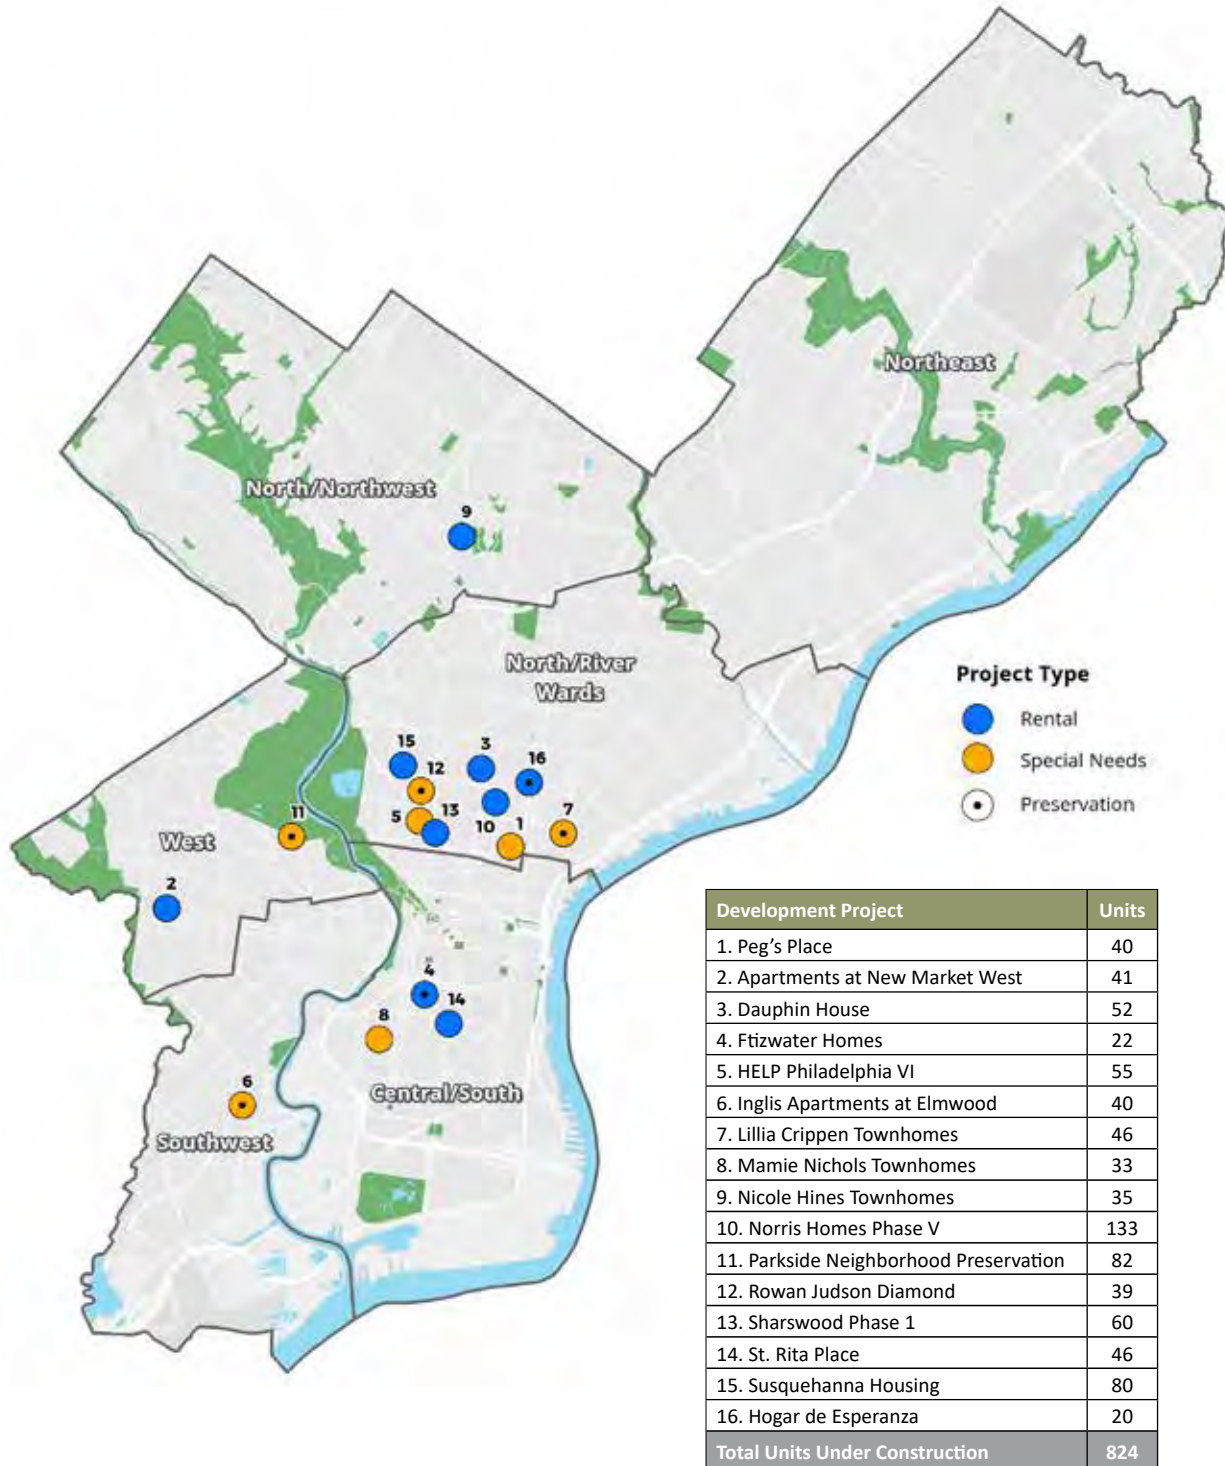 Northeast
North/Northwest
9
North/River
Wards
Project Type
Rental
Special Needs
Preservation
15
3
16
12
5
13
10
1
7
11
West
2
4
14
8
Central/South
6
Southwest
Development Project Units
1. Peg's Place 40
2. Apartments at New Market West 41
3. Dauphin House 52
4. Ftizwater Homes 22
5. HELP Philadelphia VI 55
6. Inglis Apartments at Elmwood 40
7. Lillia Crippen Townhomes 46
8. Mamie Nichols Townhomes 33
9. Nicole Hines Townhomes 35
10. Norris Homes Phase V 133
11. Parkside Neighborhood Preservation 82
12. Rowan Judson Diamond 39
13. Sharswood Phase 1 60
14. St. Rita Place 46
15. Susquehanna Housing 80
16. Hogar de Esperanza 20
Total Units Under Construction 824